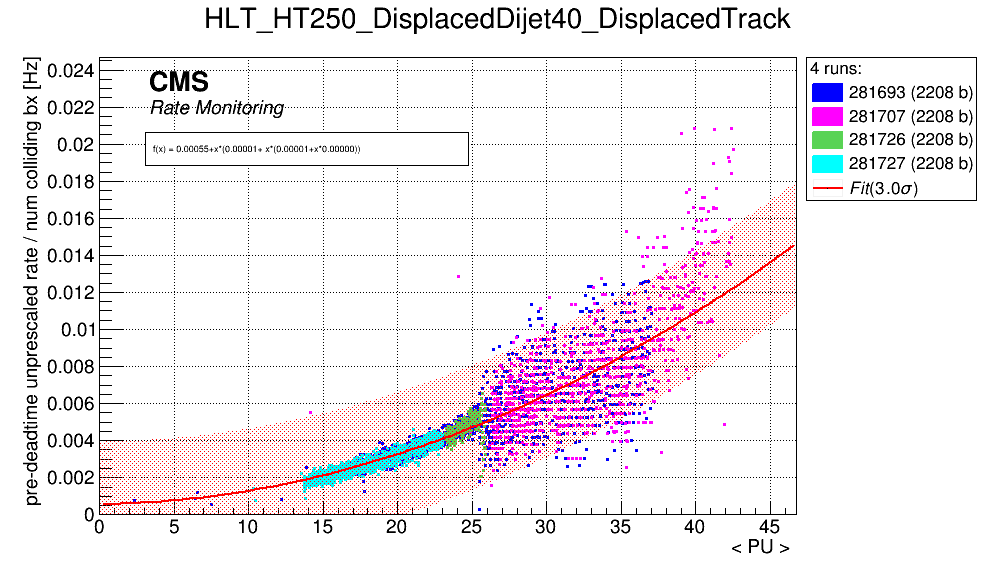 HLT_HT250_DisplacedDijet40_DisplacedTrack
pre-deadtime unprescaled rate / num colliding bx [Hz]
0.024
0.022
0.02
0.018
0.016
0.014
0.012
0.01
0.008
0.006
0.004
0.002
0
CMS
Rate Monitoring
f(x) = 0.00055+x*(0.00001+ x*(0.00001+x*0.00000))
0 5 10 15 20 25 30 35 40 45
< PU >
4 runs:
281693 (2208 b)
281707 (2208 b)
281726 (2208 b)
281727 (2208 b)
Fit(3.0σ)